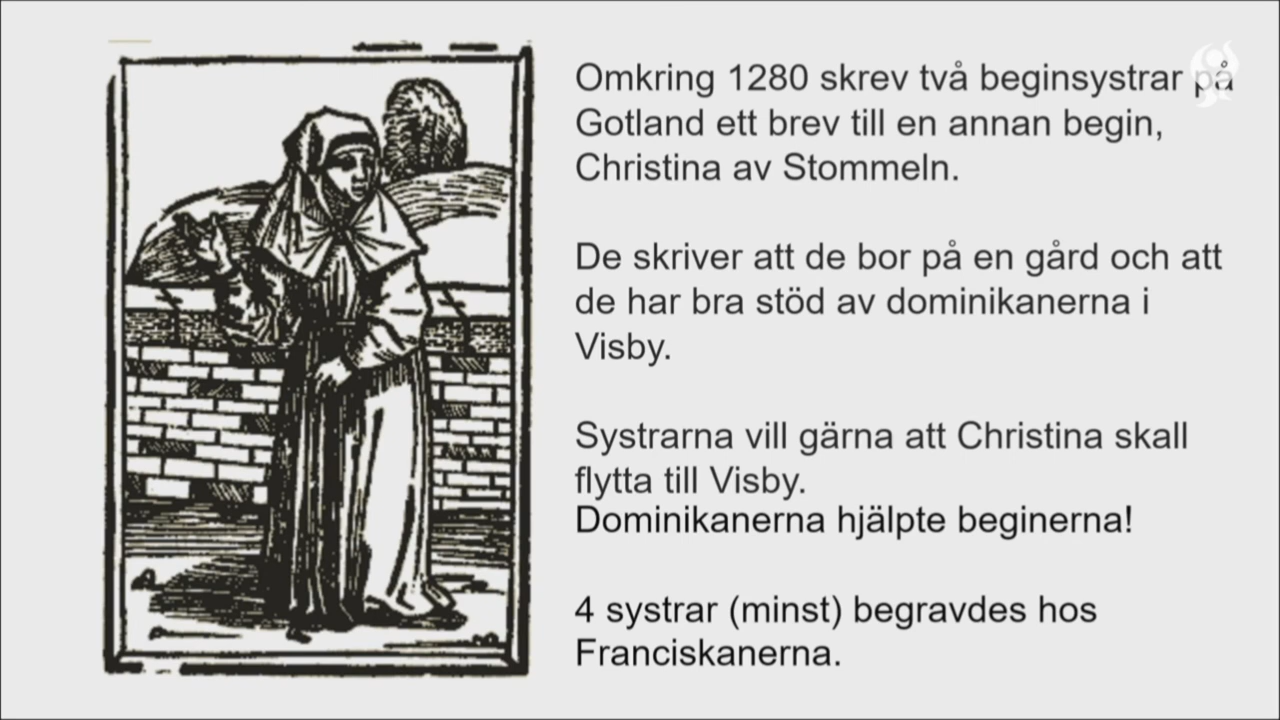 Omkring 1280 skrev två beginsystrar på
Gotland ett brev till en annan begin,
Christina av Stommeln.
De skriver att de bor på en gård och att
de har bra stöd av dominikanerna i
Visby.
Systrarna vill gärna att Christina skall
flytta till Visby.
Dominikanerna hjälpte beginerna!
4 systrar (minst) begravdes hos
Franciskanerna.